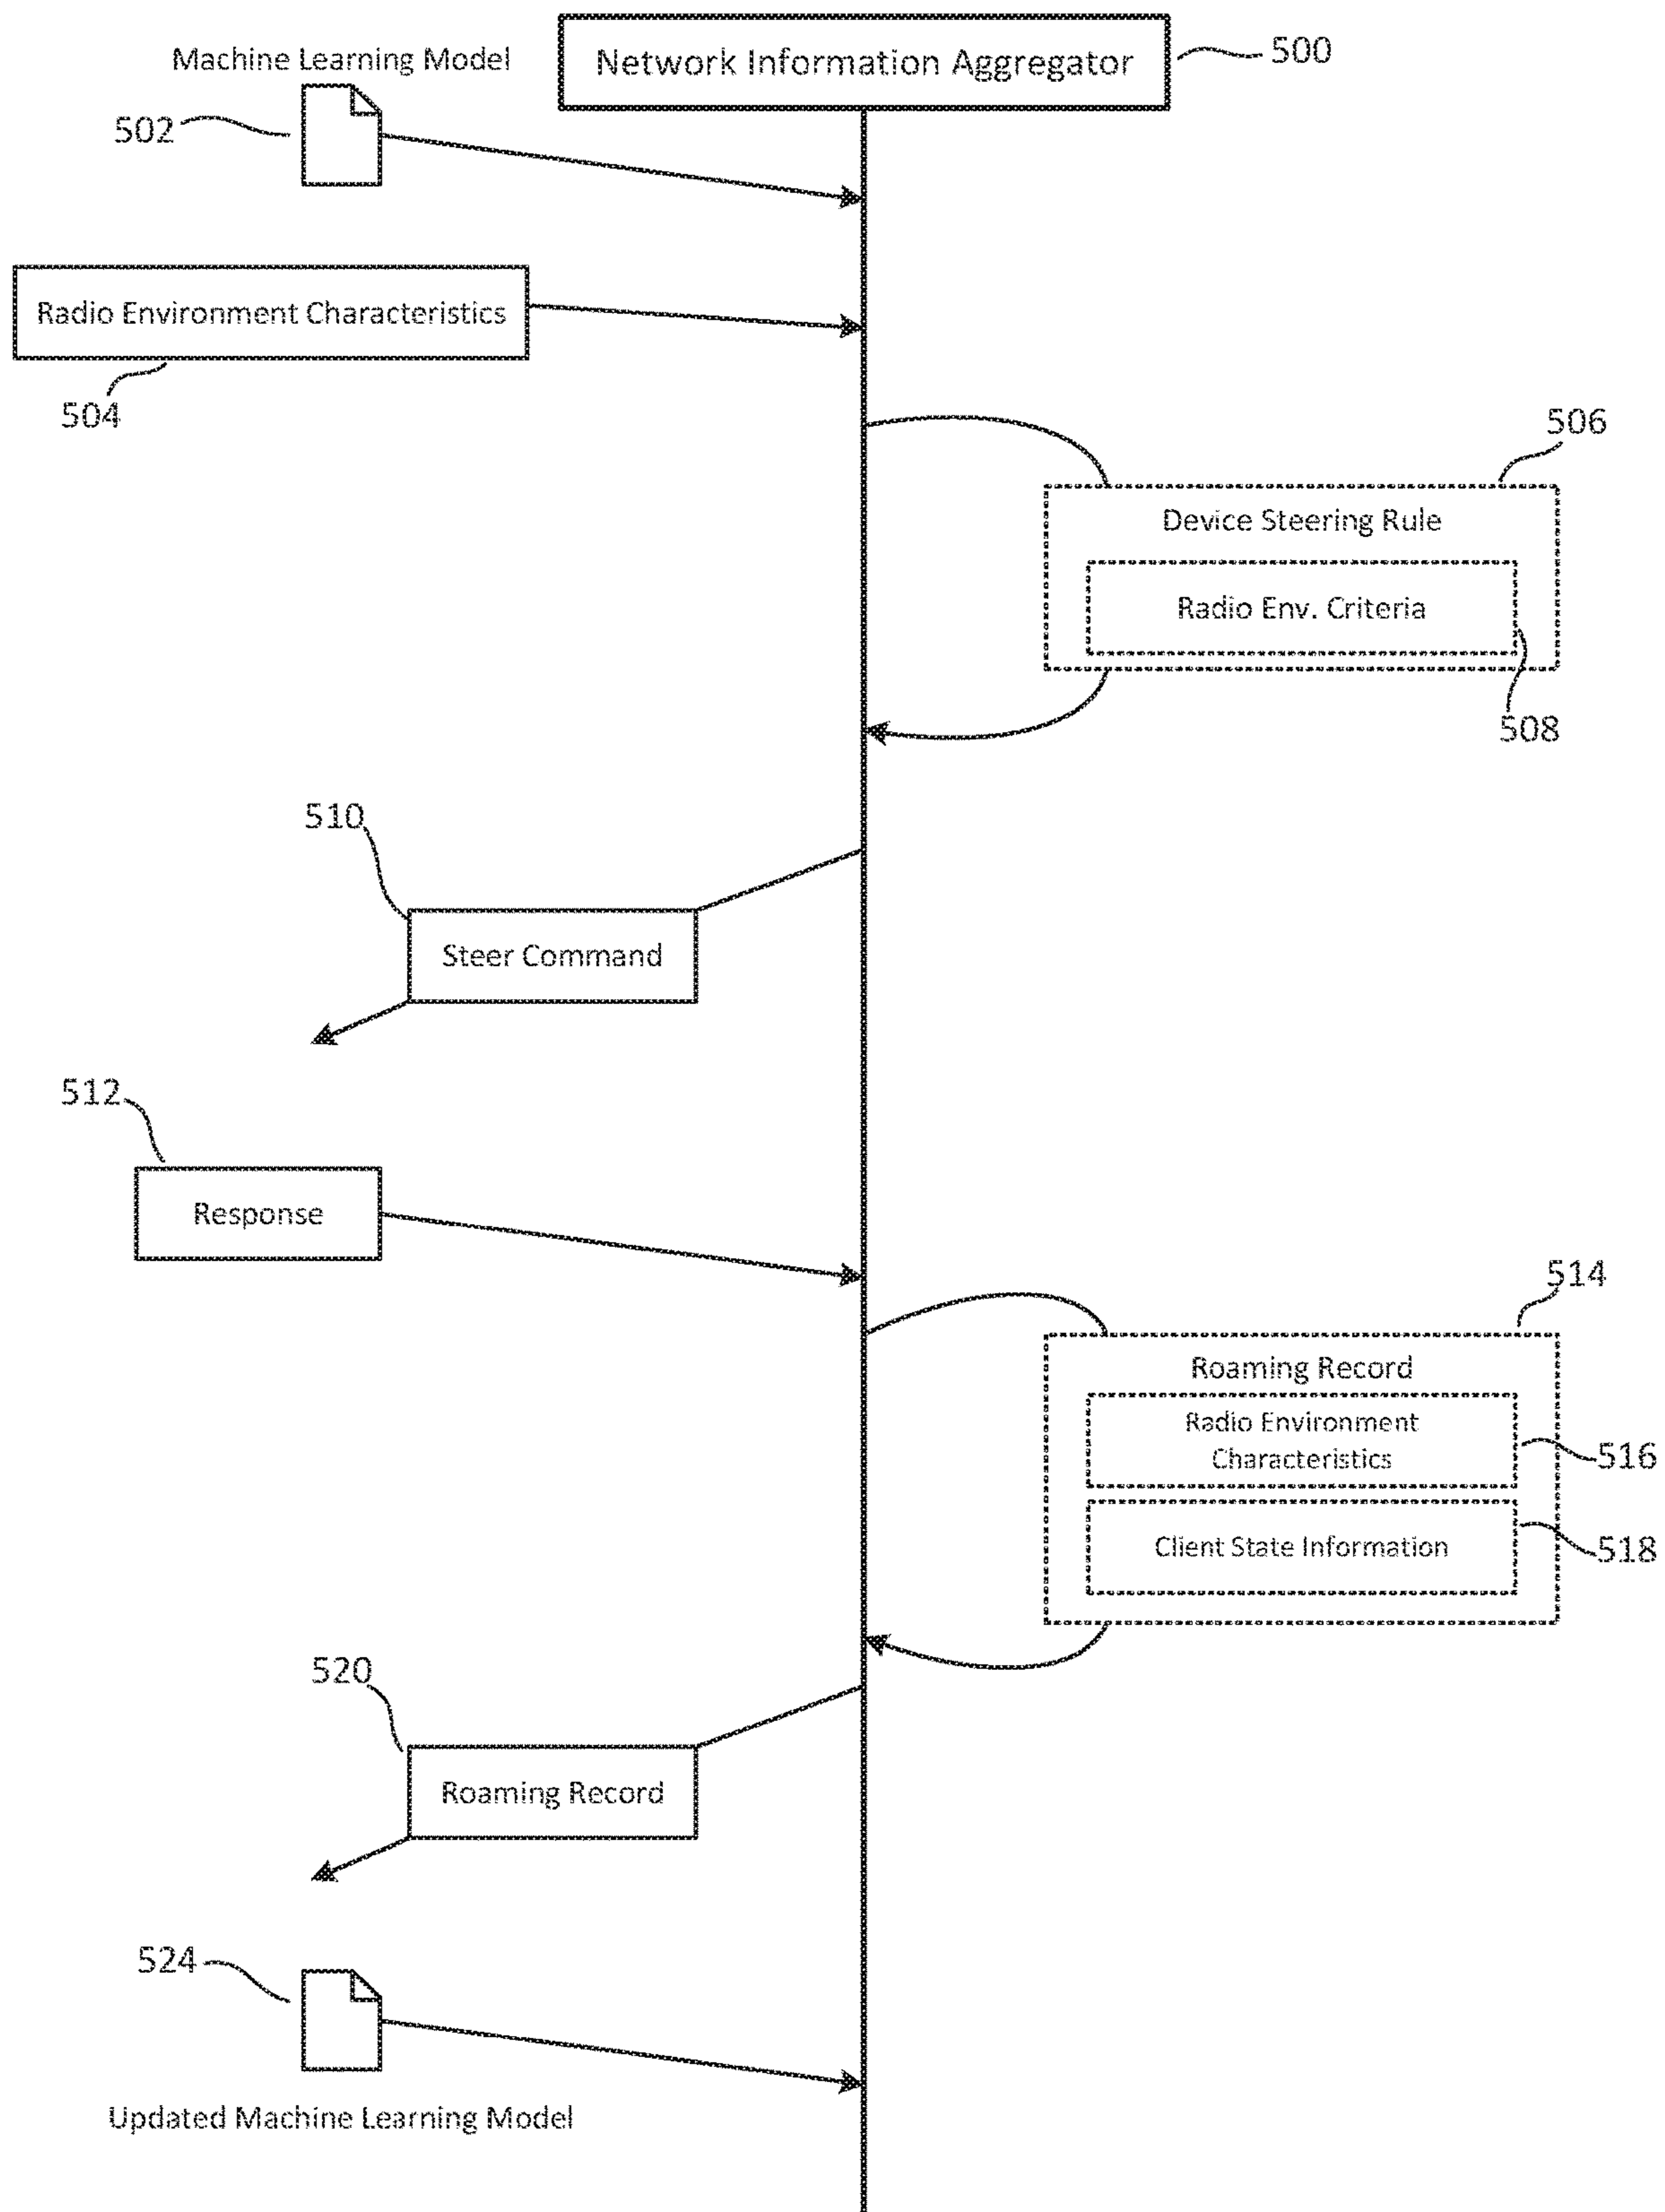 Machine Learning Model
Network Information Aggregator
500
502
Radio Environment Characteristics
504
506
Device Steering Rule
Radio Env. Criteria
508
510
Steer Command
512
Response
514
Roaming Record
Radio Environment
Characteristics
516
Client State Information
518
520
Roaming Record
524
Updated Machine Learning Model